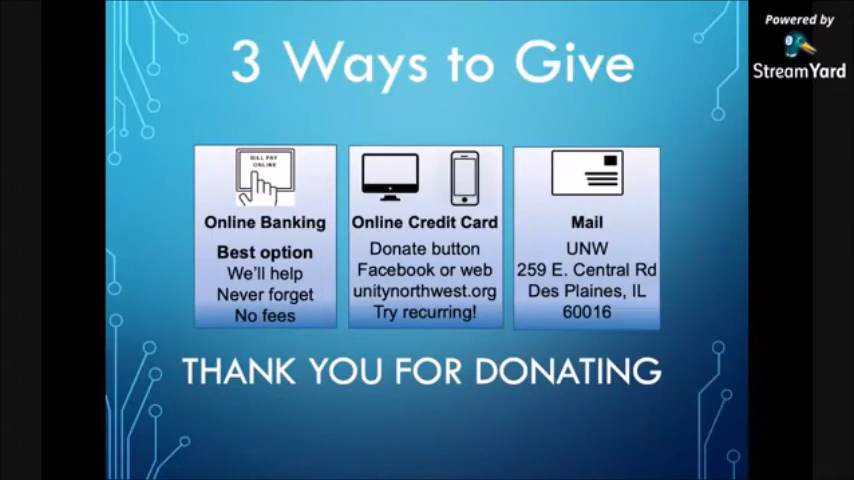 3 Ways to Give
Powered by
StreamYard
BILL PAY
ONLINE
Online Banking
Best option
We'll help
Never forget
No fees
Online Credit Card
Donate button
Facebook or web
unitynorthwest.org
Try recurring!
Mail
UNW
259 E. Central Rd
Des Plaines, IL
60016
THANK YOU FOR DONATING